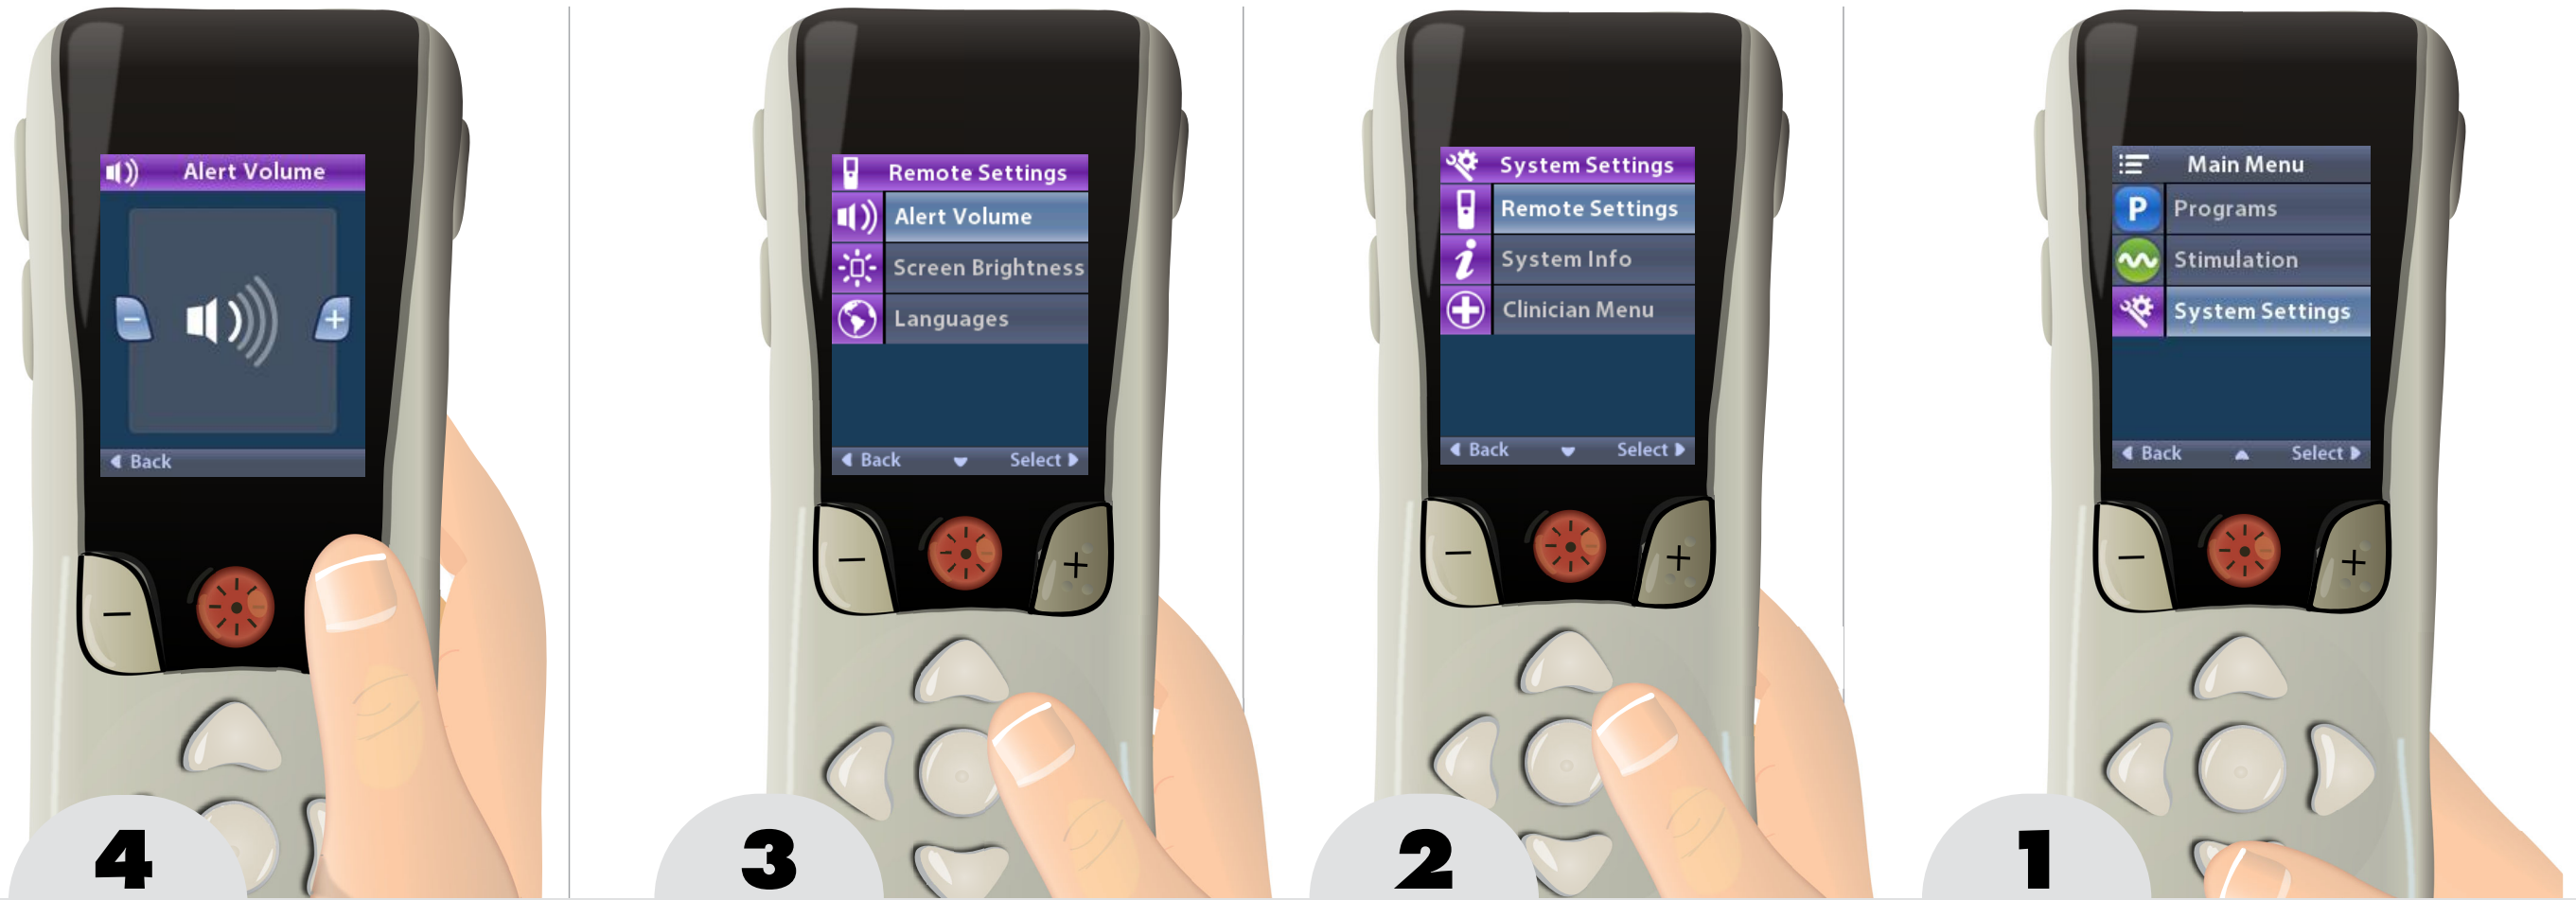 Alert Volume
− +
Back
− +
4
Remote Settings
Alert Volume
Screen Brightness
Languages
Back Select
− +
3
System Settings
Remote Settings
System Info
Clinician Menu
Back Select
− +
2
Main Menu
P Programs
Stimulation
System Settings
Back Select
− +
1